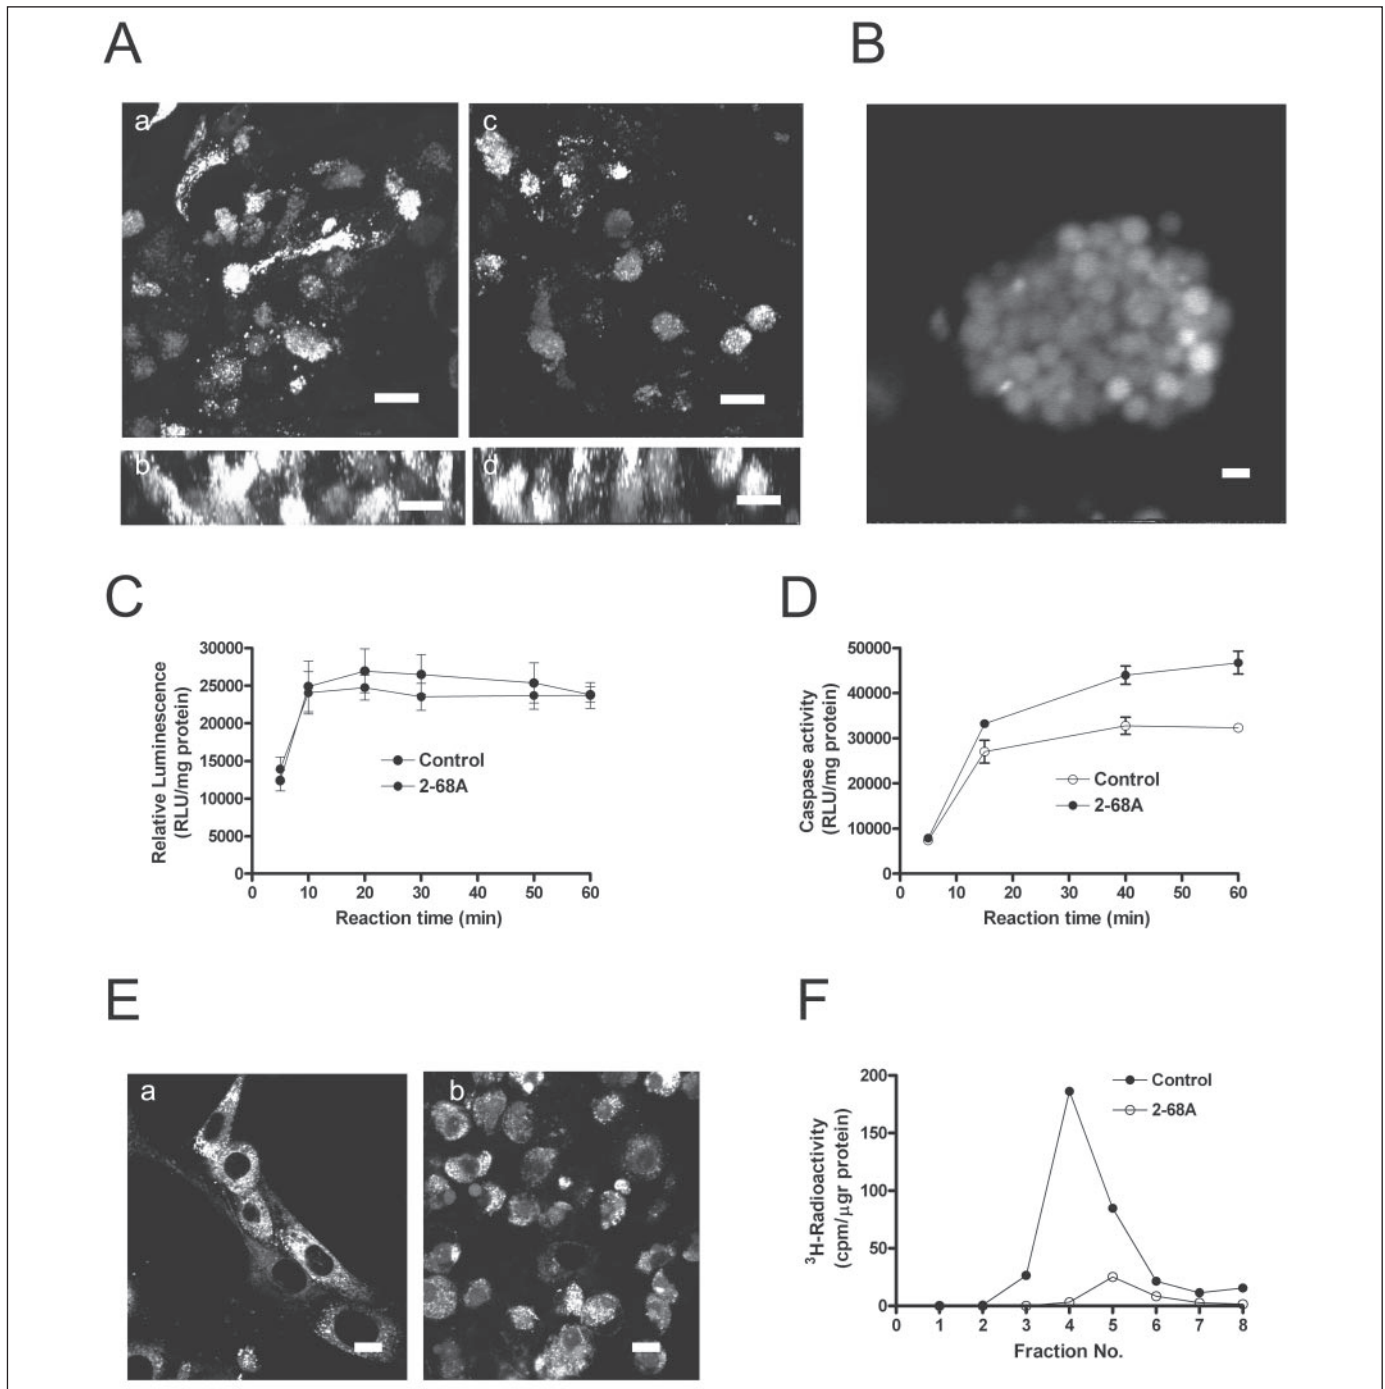 A
B
a
c
b
d
C
D
Relative Luminescence
(RLU/mg protein)
30000
25000
20000
15000
10000
5000
0
0 10 20 30 40 50 60
Reaction time (min)
Control
2-68A
Caspase activity
(RLU/mg protein)
50000
40000
30000
20000
10000
0
0 10 20 30 40 50 60
Reaction time (min)
Control
2-68A
E
F
a
b
³H-Radioactivity
(cpm/μgr protein)
200
150
100
50
0
0 1 2 3 4 5 6 7 8
Fraction No.
Control
2-68A